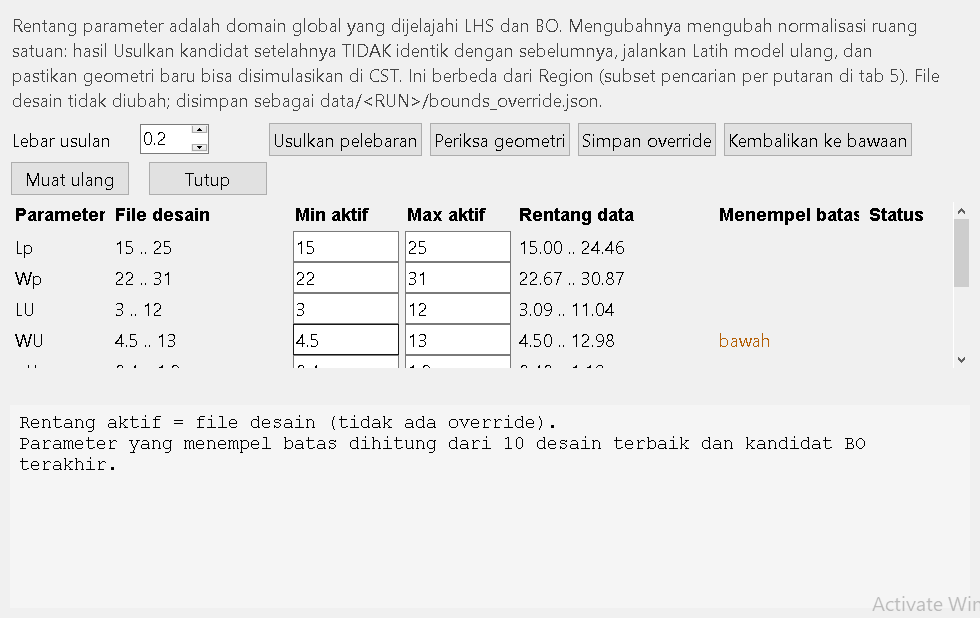 Rentang parameter adalah domain global yang dijelajahi LHS dan BO. Mengubahnya mengubah normalisasi ruang
satuan: hasil Usulkan kandidat setelahnya TIDAK identik dengan sebelumnya, jalankan Latih model ulang, dan
pastikan geometri baru bisa disimulasikan di CST. Ini berbeda dari Region (subset pencarian per putaran di tab 5). File
desain tidak diubah; disimpan sebagai data/<RUN>/bounds_override.json.
Lebar usulan 0.2 Usulkan pelebaran Periksa geometri Simpan override Kembalikan ke bawaan
Muat ulang Tutup
Parameter File desain Min aktif Max aktif Rentang data Menempel batas Status
Lp 15 .. 25 15 25 15.00 .. 24.46
Wp 22 .. 31 22 31 22.67 .. 30.87
LU 3 .. 12 3 12 3.09 .. 11.04
WU 4.5 .. 13 4.5 13 4.50 .. 12.98 bawah
Rentang aktif = file desain (tidak ada override).
Parameter yang menempel batas dihitung dari 10 desain terbaik dan kandidat BO
terakhir.
Activate Win